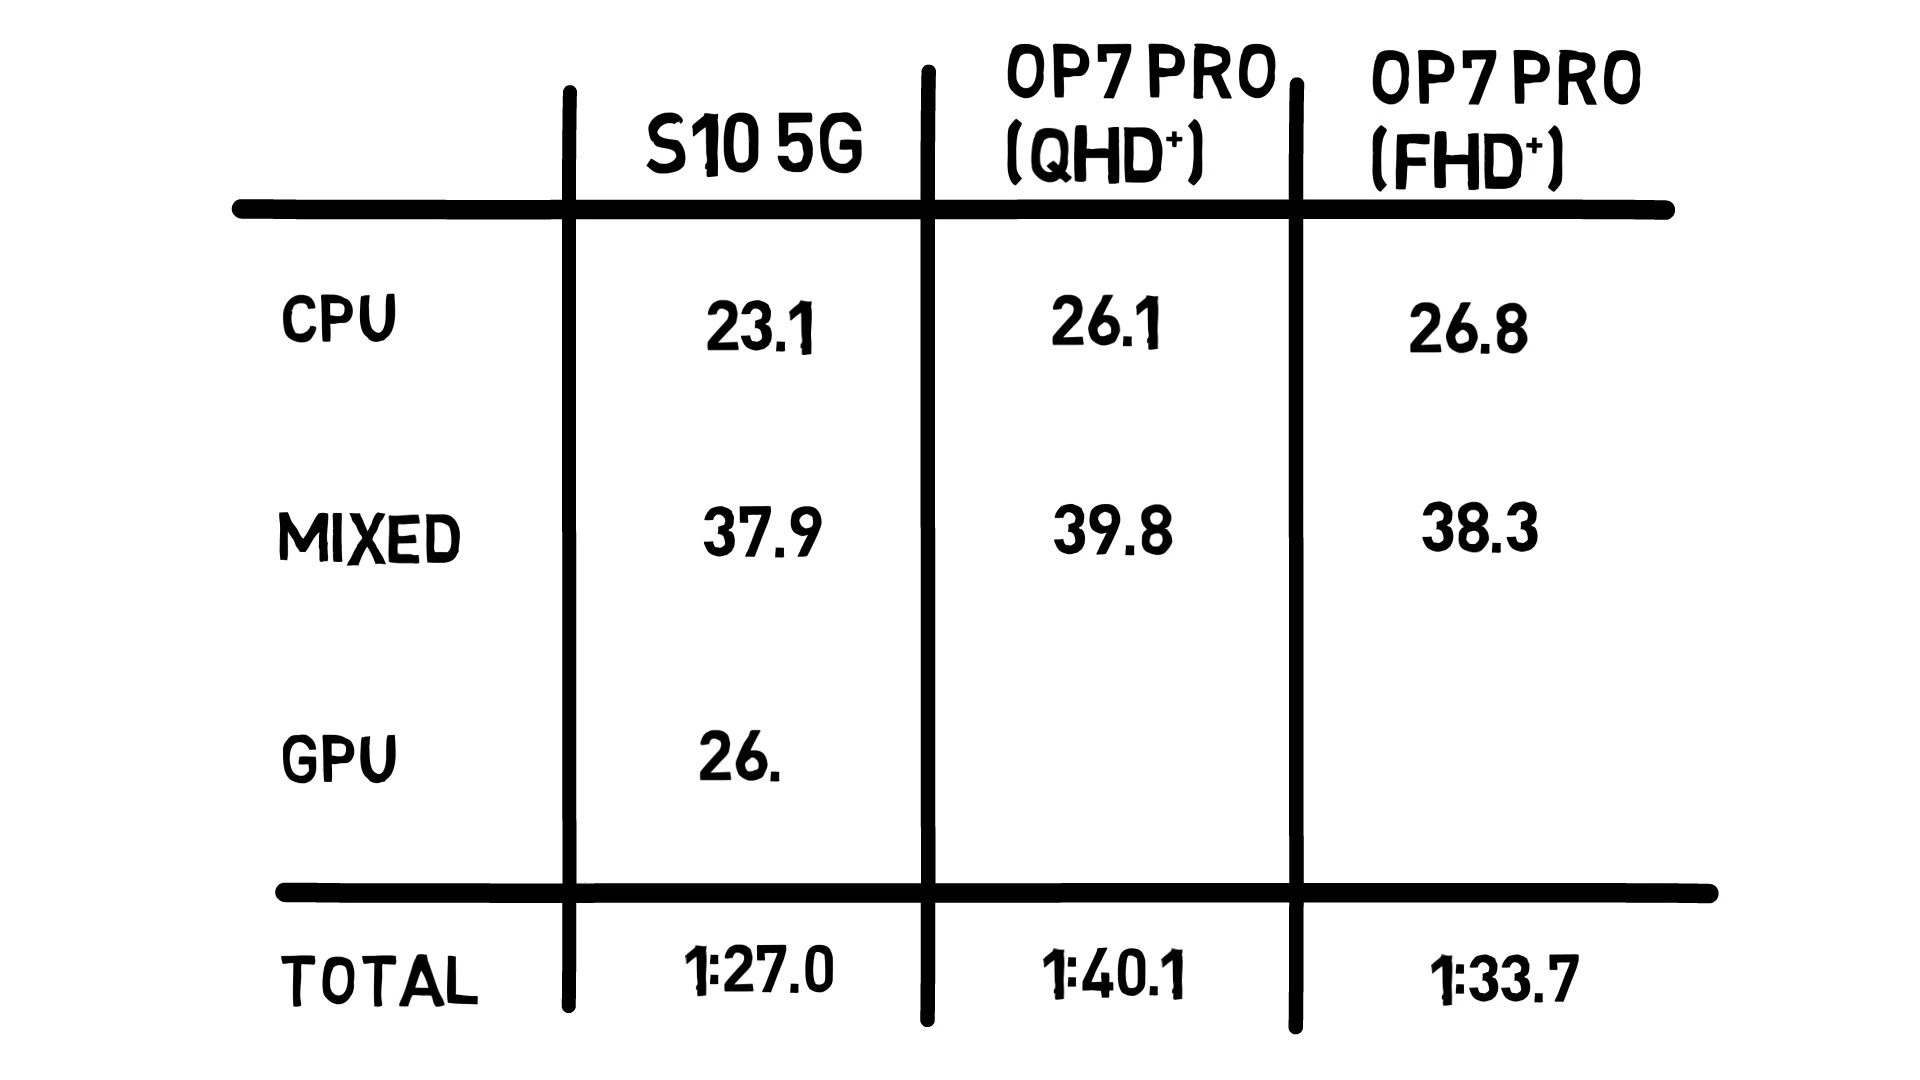 S10 5G OP7 PRO (QHD+) OP7 PRO (FHD+)
CPU 23.1 26.1 26.8
MIXED 37.9 39.8 38.3
GPU 26.
TOTAL 1:27.0 1:40.1 1:33.7